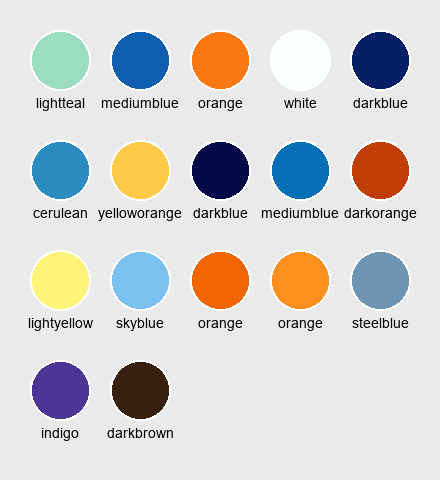 lightteal mediumblue orange white darkblue
cerulean yelloworange darkblue mediumblue darkorange
lightyellow skyblue orange orange steelblue
indigo darkbrown